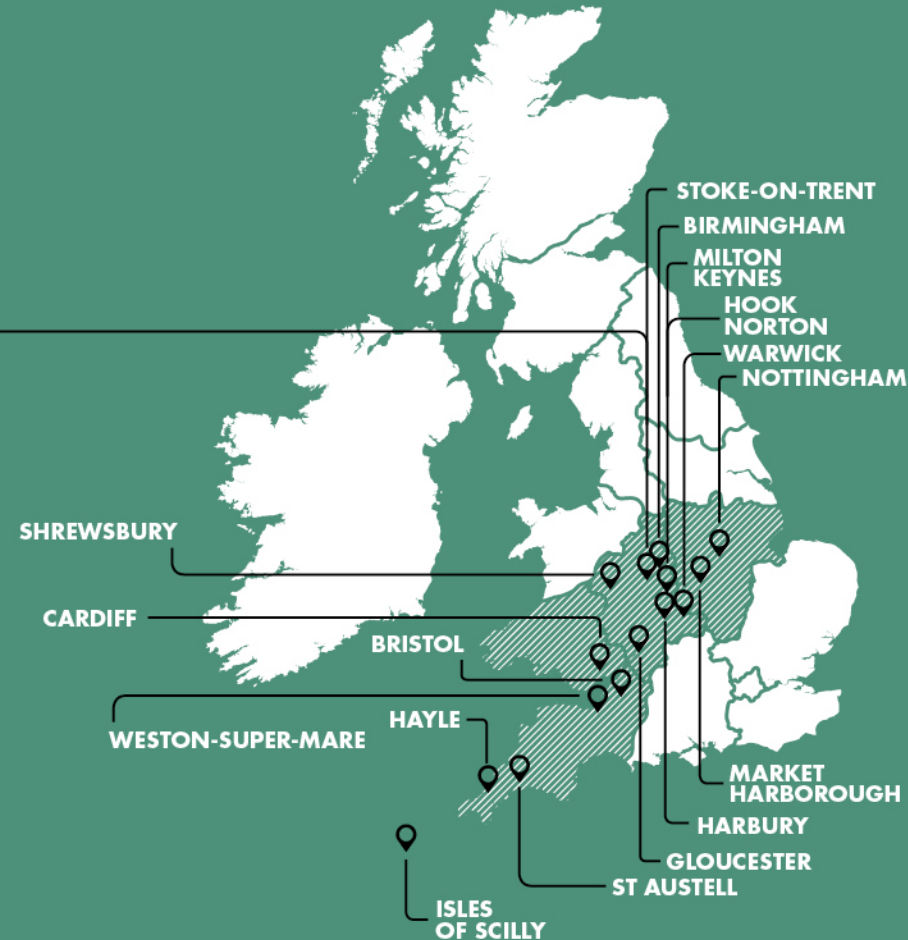 STOKE-ON-TRENT
BIRMINGHAM
MILTON
KEYNES
HOOK
NORTON
WARWICK
NOTTINGHAM
SHREWSBURY
CARDIFF
BRISTOL
WESTON-SUPER-MARE
HAYLE
MARKET
HARBOROUGH
HARBURY
GLOUCESTER
ST AUSTELL
ISLES
OF SCILLY